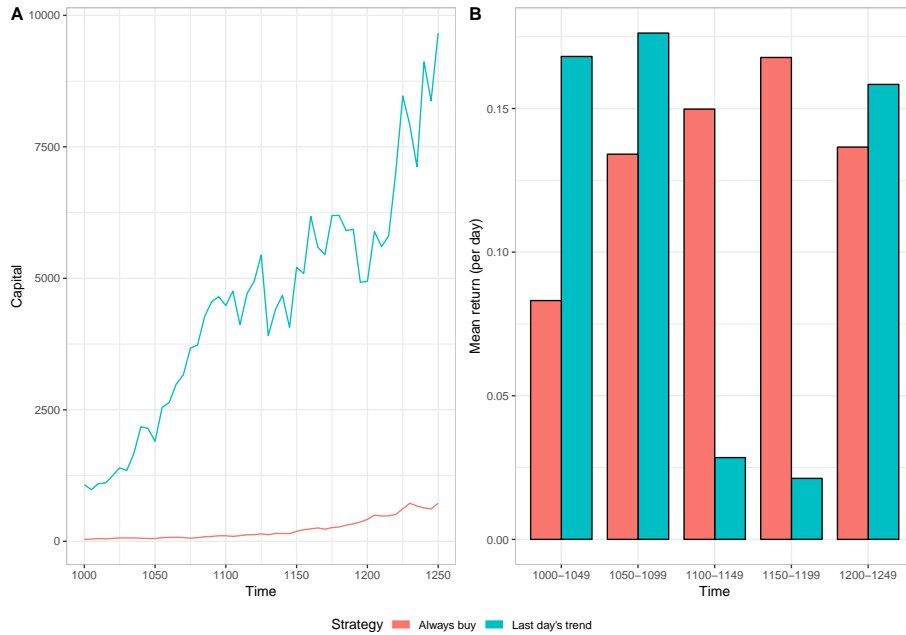 A
Capital
10000
7500
5000
2500
0
1000 1050 1100 1150 1200 1250
Time
B
Mean return (per day)
0.15
0.10
0.05
0.00
1000–1049 1050–1099 1100–1149 1150–1199 1200–1249
Time
Strategy Always buy Last day's trend